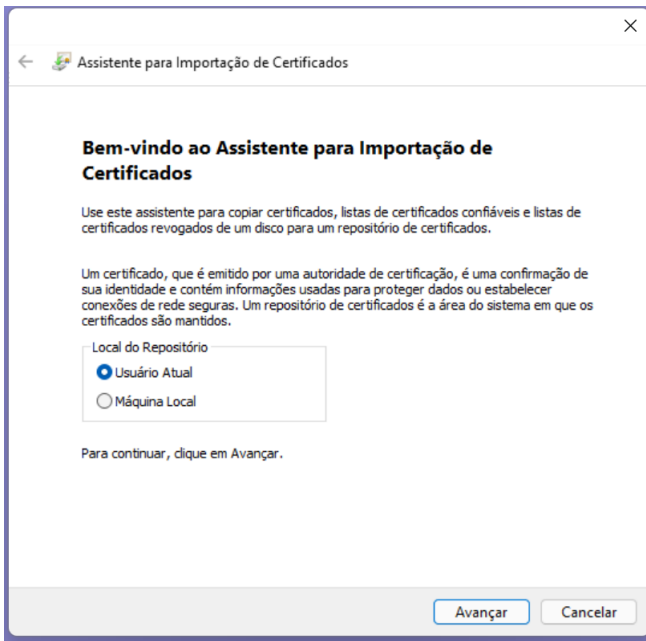 Assistente para Importação de Certificados
Bem-vindo ao Assistente para Importação de
Certificados
Use este assistente para copiar certificados, listas de certificados confiáveis e listas de
certificados revogados de um disco para um repositório de certificados.
Um certificado, que é emitido por uma autoridade de certificação, é uma confirmação de
sua identidade e contém informações usadas para proteger dados ou estabelecer
conexões de rede seguras. Um repositório de certificados é a área do sistema em que os
certificados são mantidos.
Local do Repositório
Usuário Atual
Máquina Local
Para continuar, clique em Avançar.
Avançar Cancelar